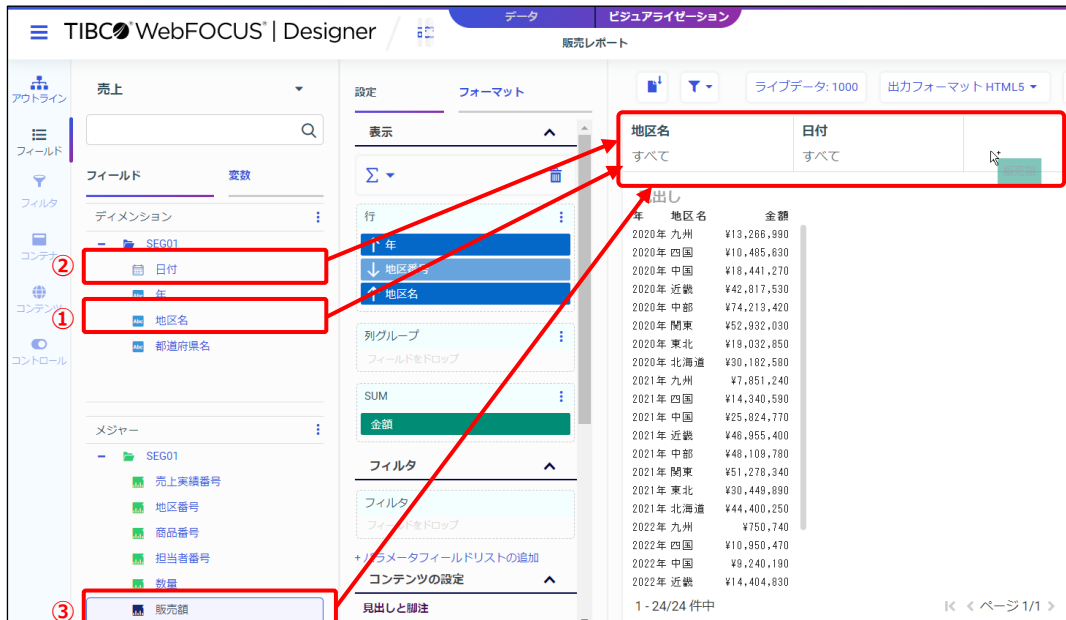 データ
ビジュアライゼーション
TIBCO WebFOCUS® | Designer
販売レポート
アウトライン
フィールド
フィルタ
コンテナ
コンテンツ
コントロール
売上
フィールド
変数
ディメンション
SEG01
② 日付
年
① 地区名
都道府県名
メジャー
SEG01
売上実績番号
地区番号
商品番号
担当者番号
数量
③ 販売額
設定
フォーマット
表示
行
年
地区番号
地区名
列グループ
フィールドをドロップ
SUM
金額
フィルタ
フィルタ
フィールドをドロップ
+ パラメータフィールドリストの追加
コンテンツの設定
見出しと脚注
ライブデータ: 1000
出力フォーマット HTML5
地区名 日付
すべて すべて
年 地区名 金額
2020年 九州 ¥13,266,990
2020年 四国 ¥10,485,630
2020年 中国 ¥18,441,270
2020年 近畿 ¥42,817,530
2020年 中部 ¥74,213,420
2020年 関東 ¥52,932,030
2020年 東北 ¥19,032,850
2020年 北海道 ¥30,182,580
2021年 九州 ¥7,851,240
2021年 四国 ¥14,340,590
2021年 中国 ¥25,824,770
2021年 近畿 ¥46,955,400
2021年 中部 ¥48,109,780
2021年 関東 ¥51,278,340
2021年 東北 ¥30,449,890
2021年 北海道 ¥44,400,250
2022年 九州 ¥750,740
2022年 四国 ¥10,950,470
2022年 中国 ¥9,240,190
2022年 近畿 ¥14,404,830
1 - 24/24 件中
ページ 1/1